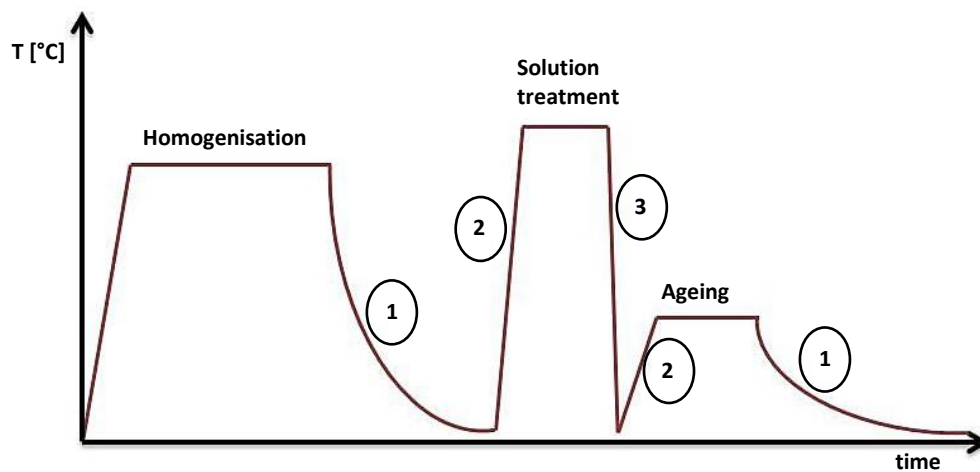 T [°C]
Solution
treatment
Homogenisation
2
3
1
Ageing
2
1
time